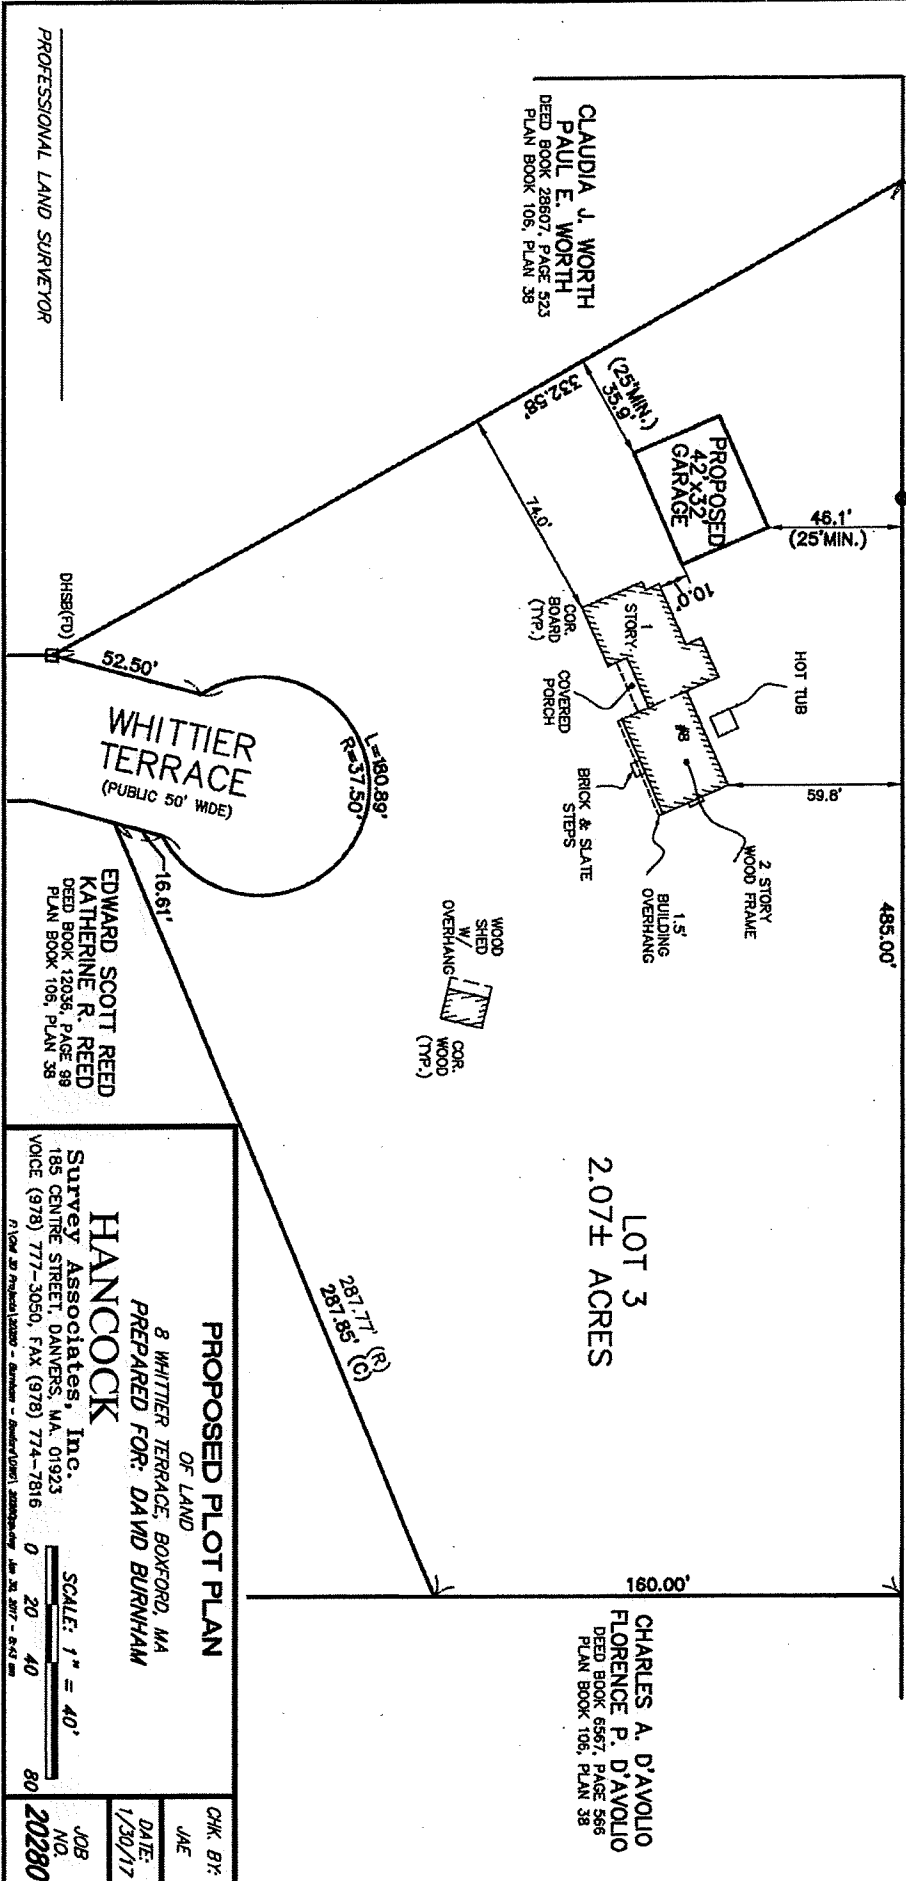 485.00'
46.1'
(25'MIN.)
59.8'
160.00'
PROPOSED
42'x32'
GARAGE
(25'MIN.)
35.9'
332.58'
74.0'
10.0'
1
STORY
#8
HOT TUB
COR.
BOARD
(TYP.)
COVERED
PORCH
BRICK & SLATE
STEPS
1.5'
BUILDING
OVERHANG
2 STORY
WOOD FRAME
CLAUDIA J. WORTH
PAUL E. WORTH
DEED BOOK 28607, PAGE 523
PLAN BOOK 106, PLAN 38
LOT 3
2.07± ACRES
CHARLES A. D'AVOLIO
FLORENCE P. D'AVOLIO
DEED BOOK 6567, PAGE 566
PLAN BOOK 106, PLAN 38
WOOD
SHED
W/
OVERHANG
COR.
WOOD
(TYP.)
L=180.89'
R=37.50'
WHITTIER
TERRACE
(PUBLIC 50' WIDE)
52.50'
DHSB(FD)
16.61'
287.77' (R)
287.85' (C)
EDWARD SCOTT REED
KATHERINE R. REED
DEED BOOK 12036, PAGE 99
PLAN BOOK 106, PLAN 38
PROFESSIONAL LAND SURVEYOR
PROPOSED PLOT PLAN
OF LAND
8 WHITTIER TERRACE, BOXFORD, MA
PREPARED FOR: DAVID BURNHAM
HANCOCK
Survey Associates, Inc.
185 CENTRE STREET, DANVERS, MA. 01923
VOICE (978) 777-3050, FAX (978) 774-7816
SCALE: 1" = 40'
0 20 40 80
CHK. BY:
JAE
DATE:
1/30/17
JOB
NO.
20280